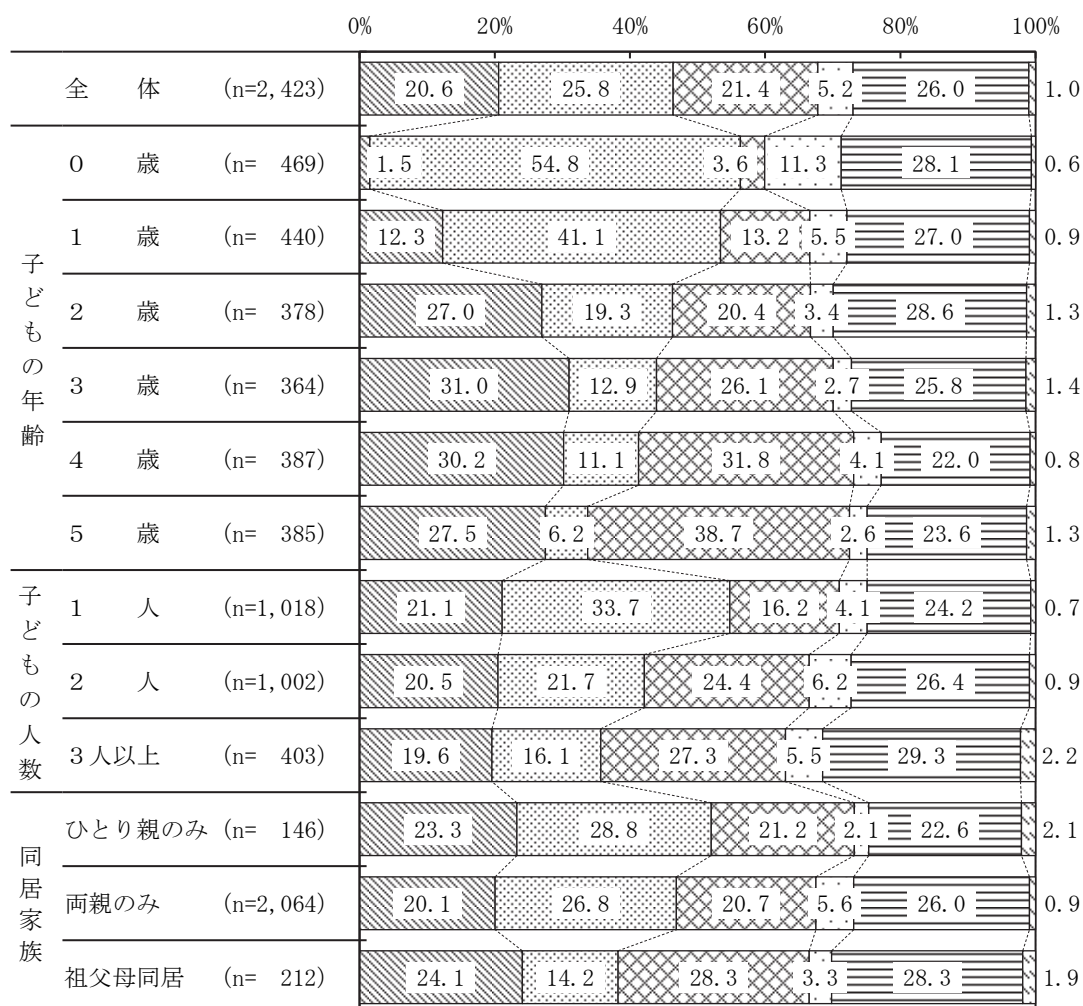 0% 20% 40% 60% 80% 100%
全 体 (n=2,423) 20.6 25.8 21.4 5.2 26.0 1.0
子どもの年齢
0 歳 (n= 469) 1.5 54.8 3.6 11.3 28.1 0.6
1 歳 (n= 440) 12.3 41.1 13.2 5.5 27.0 0.9
2 歳 (n= 378) 27.0 19.3 20.4 3.4 28.6 1.3
3 歳 (n= 364) 31.0 12.9 26.1 2.7 25.8 1.4
4 歳 (n= 387) 30.2 11.1 31.8 4.1 22.0 0.8
5 歳 (n= 385) 27.5 6.2 38.7 2.6 23.6 1.3
子どもの人数
1 人 (n=1,018) 21.1 33.7 16.2 4.1 24.2 0.7
2 人 (n=1,002) 20.5 21.7 24.4 6.2 26.4 0.9
3人以上 (n= 403) 19.6 16.1 27.3 5.5 29.3 2.2
同居家族
ひとり親のみ (n= 146) 23.3 28.8 21.2 2.1 22.6 2.1
両親のみ (n=2,064) 20.1 26.8 20.7 5.6 26.0 0.9
祖父母同居 (n= 212) 24.1 14.2 28.3 3.3 28.3 1.9